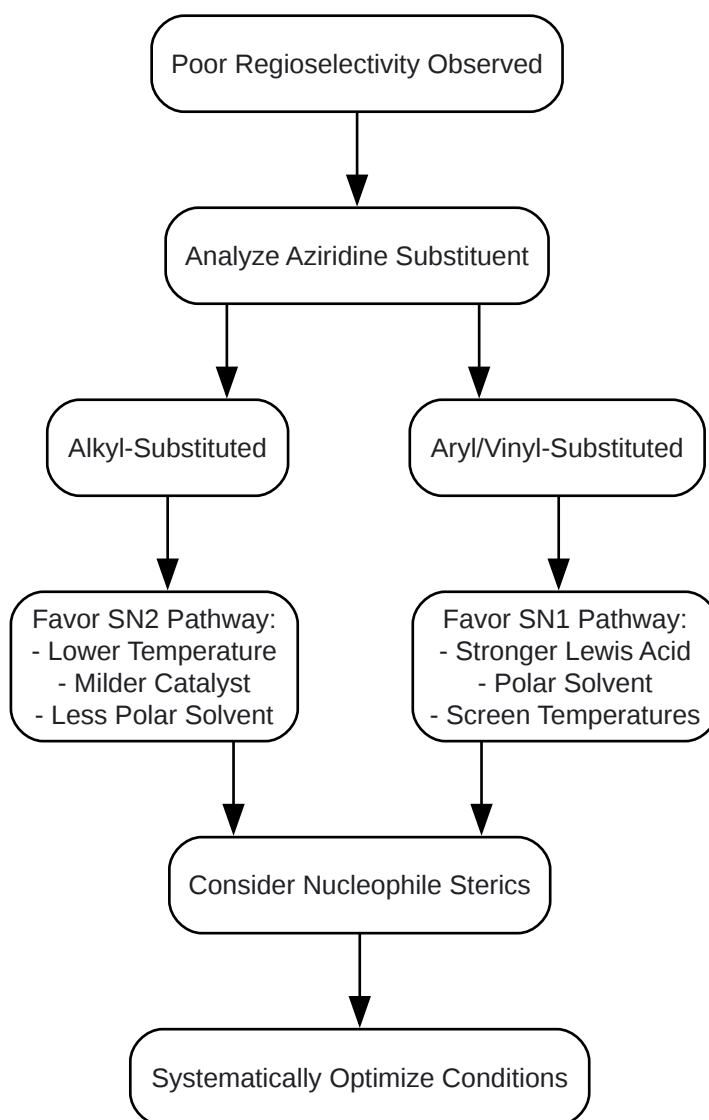 Poor Regioselectivity Observed
Analyze Aziridine Substituent
Alkyl-Substituted
Aryl/Vinyl-Substituted
Favor SN2 Pathway:
- Lower Temperature
- Milder Catalyst
- Less Polar Solvent
Favor SN1 Pathway:
- Stronger Lewis Acid
- Polar Solvent
- Screen Temperatures
Consider Nucleophile Sterics
Systematically Optimize Conditions